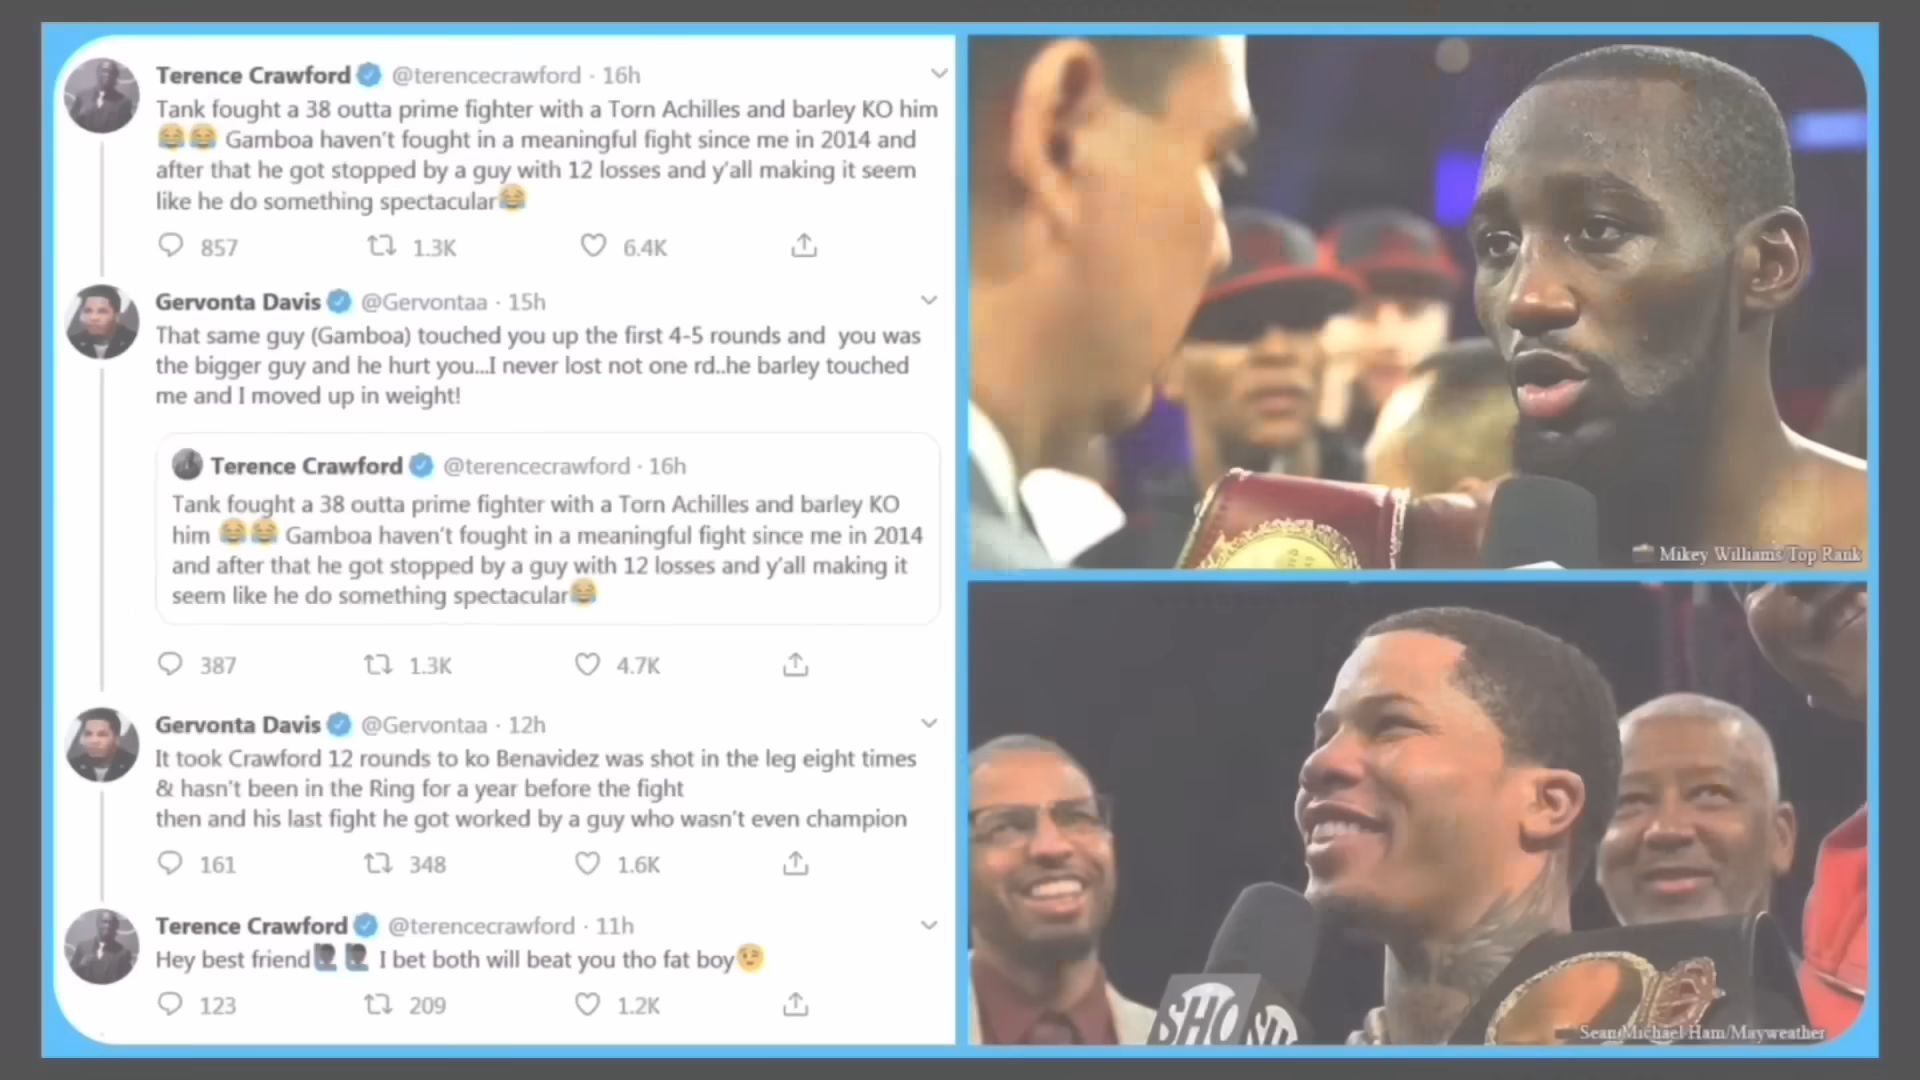 Terence Crawford @terencecrawford · 16h
Tank fought a 38 outta prime fighter with a Torn Achilles and barley KO him
😂😂 Gamboa haven't fought in a meaningful fight since me in 2014 and
after that he got stopped by a guy with 12 losses and y'all making it seem
like he do something spectacular😂
857 1.3K 6.4K
Gervonta Davis @Gervontaa · 15h
That same guy (Gamboa) touched you up the first 4-5 rounds and you was
the bigger guy and he hurt you...I never lost not one rd..he barley touched
me and I moved up in weight!
Terence Crawford @terencecrawford · 16h
Tank fought a 38 outta prime fighter with a Torn Achilles and barley KO
him 😂😂 Gamboa haven't fought in a meaningful fight since me in 2014
and after that he got stopped by a guy with 12 losses and y'all making it
seem like he do something spectacular😂
387 1.3K 4.7K
Gervonta Davis @Gervontaa · 12h
It took Crawford 12 rounds to ko Benavidez was shot in the leg eight times
& hasn't been in the Ring for a year before the fight
then and his last fight he got worked by a guy who wasn't even champion
161 348 1.6K
Terence Crawford @terencecrawford · 11h
Hey best friend🙋🏿‍♂️🙋🏿‍♂️ I bet both will beat you tho fat boy😉
123 209 1.2K
Mikey Williams/Top Rank
SHO
Sean Michael Ham/Mayweather